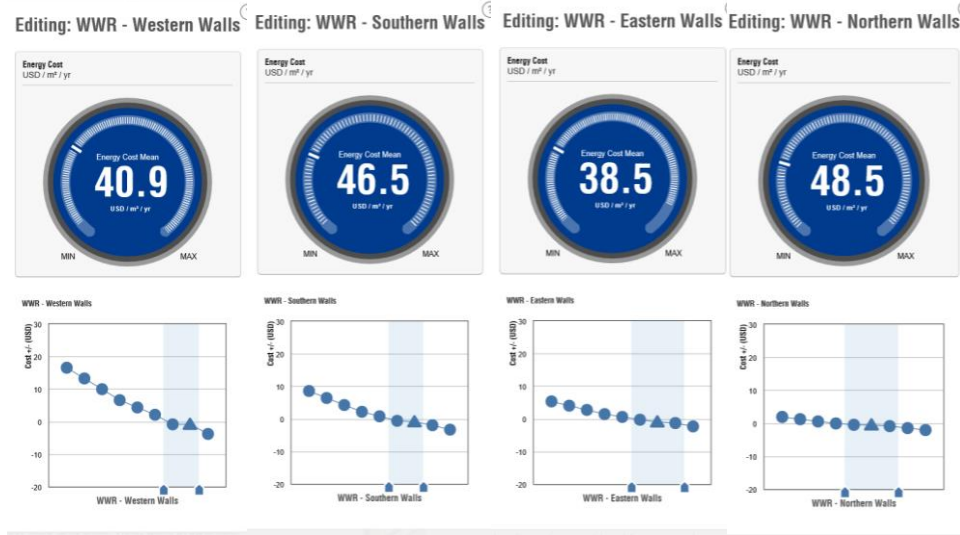 Editing: WWR - Western Walls
Energy Cost
USD / m² / yr
Energy Cost Mean
40.9
USD / m² / yr
MIN
MAX
WWR - Western Walls
Cost +/- (USD)
30
20
10
0
-10
-20
WWR - Western Walls
Editing: WWR - Southern Walls
Energy Cost
USD / m² / yr
Energy Cost Mean
46.5
USD / m² / yr
MIN
MAX
WWR - Southern Walls
Cost +/- (USD)
30
20
10
0
-10
-20
WWR - Southern Walls
Editing: WWR - Eastern Walls
Energy Cost
USD / m² / yr
Energy Cost Mean
38.5
USD / m² / yr
MIN
MAX
WWR - Eastern Walls
Cost +/- (USD)
30
20
10
0
-10
-20
WWR - Eastern Walls
Editing: WWR - Northern Walls
Energy Cost
USD / m² / yr
Energy Cost Mean
48.5
USD / m² / yr
MIN
MAX
WWR - Northern Walls
Cost +/- (USD)
30
20
10
0
-10
-20
WWR - Northern Walls